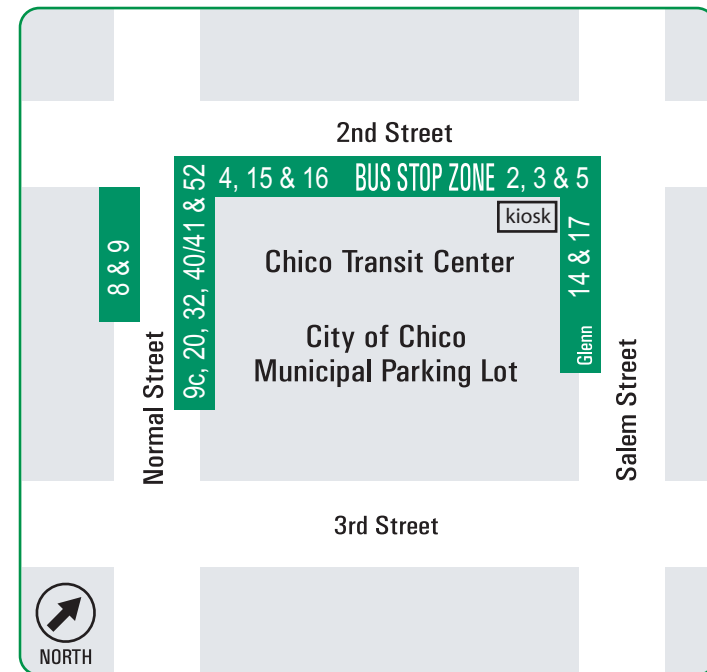 2nd Street
4, 15 & 16 BUS STOP ZONE 2, 3 & 5
kiosk
8 & 9
9c, 20, 32, 40/41 & 52
14 & 17
Glenn
Chico Transit Center
City of Chico
Municipal Parking Lot
Normal Street
Salem Street
3rd Street
NORTH